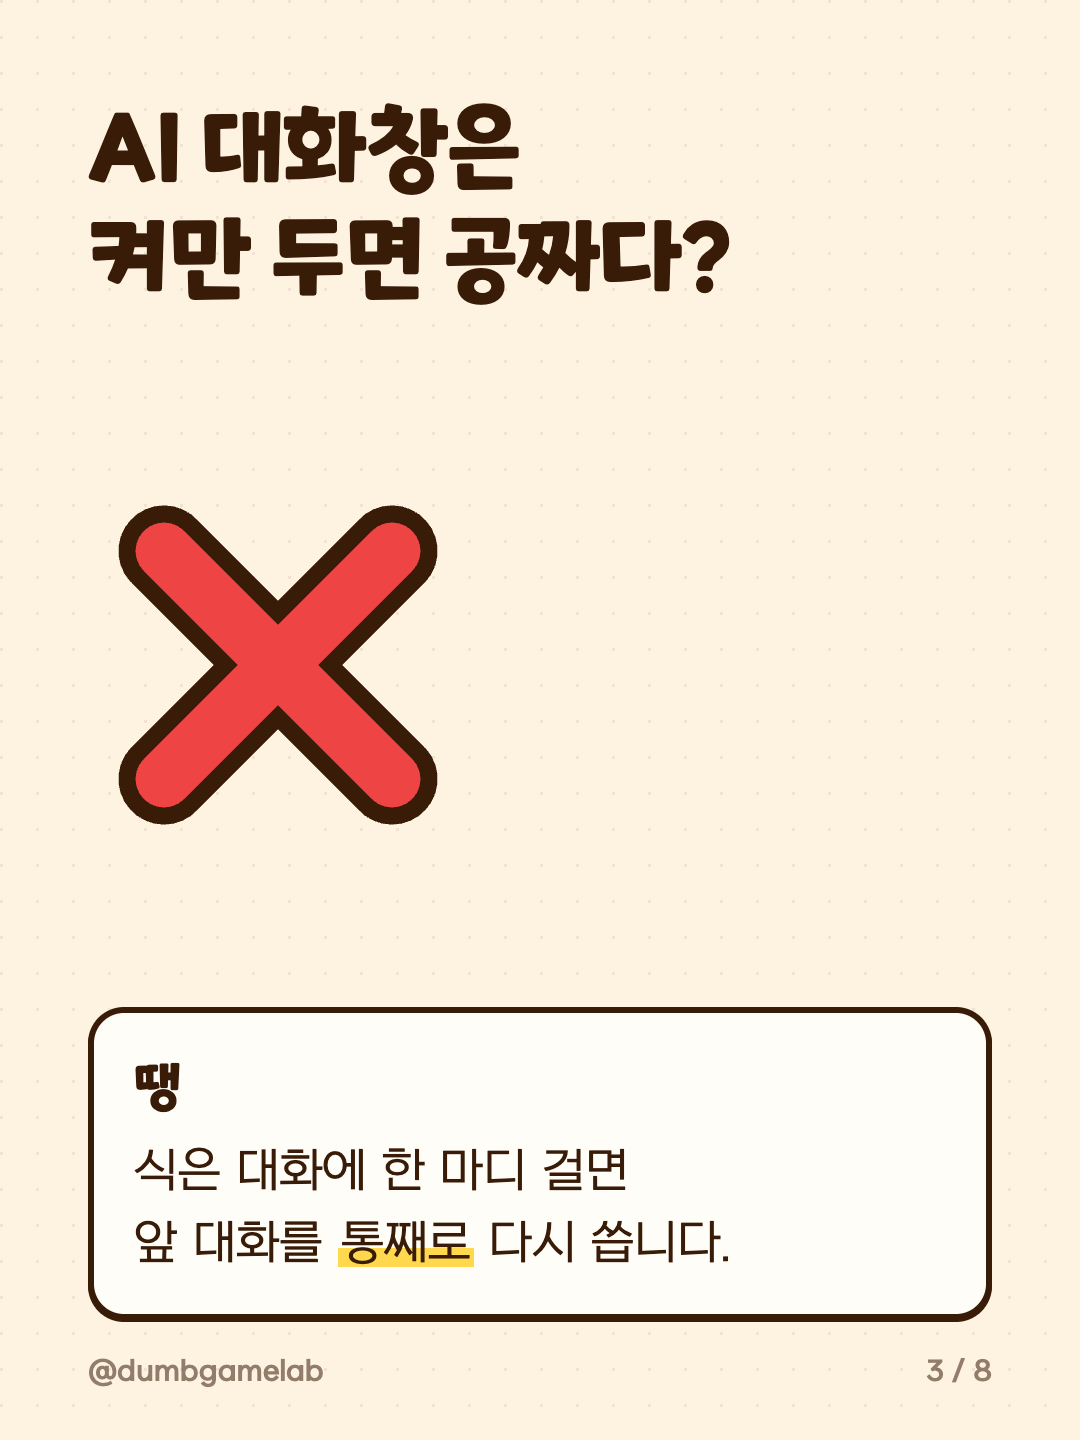 AI 대화창은
켜만 두면 공짜다?
땡
식은 대화에 한 마디 걸면
앞 대화를 통째로 다시 씁니다.
@dumbgamelab
3 / 8